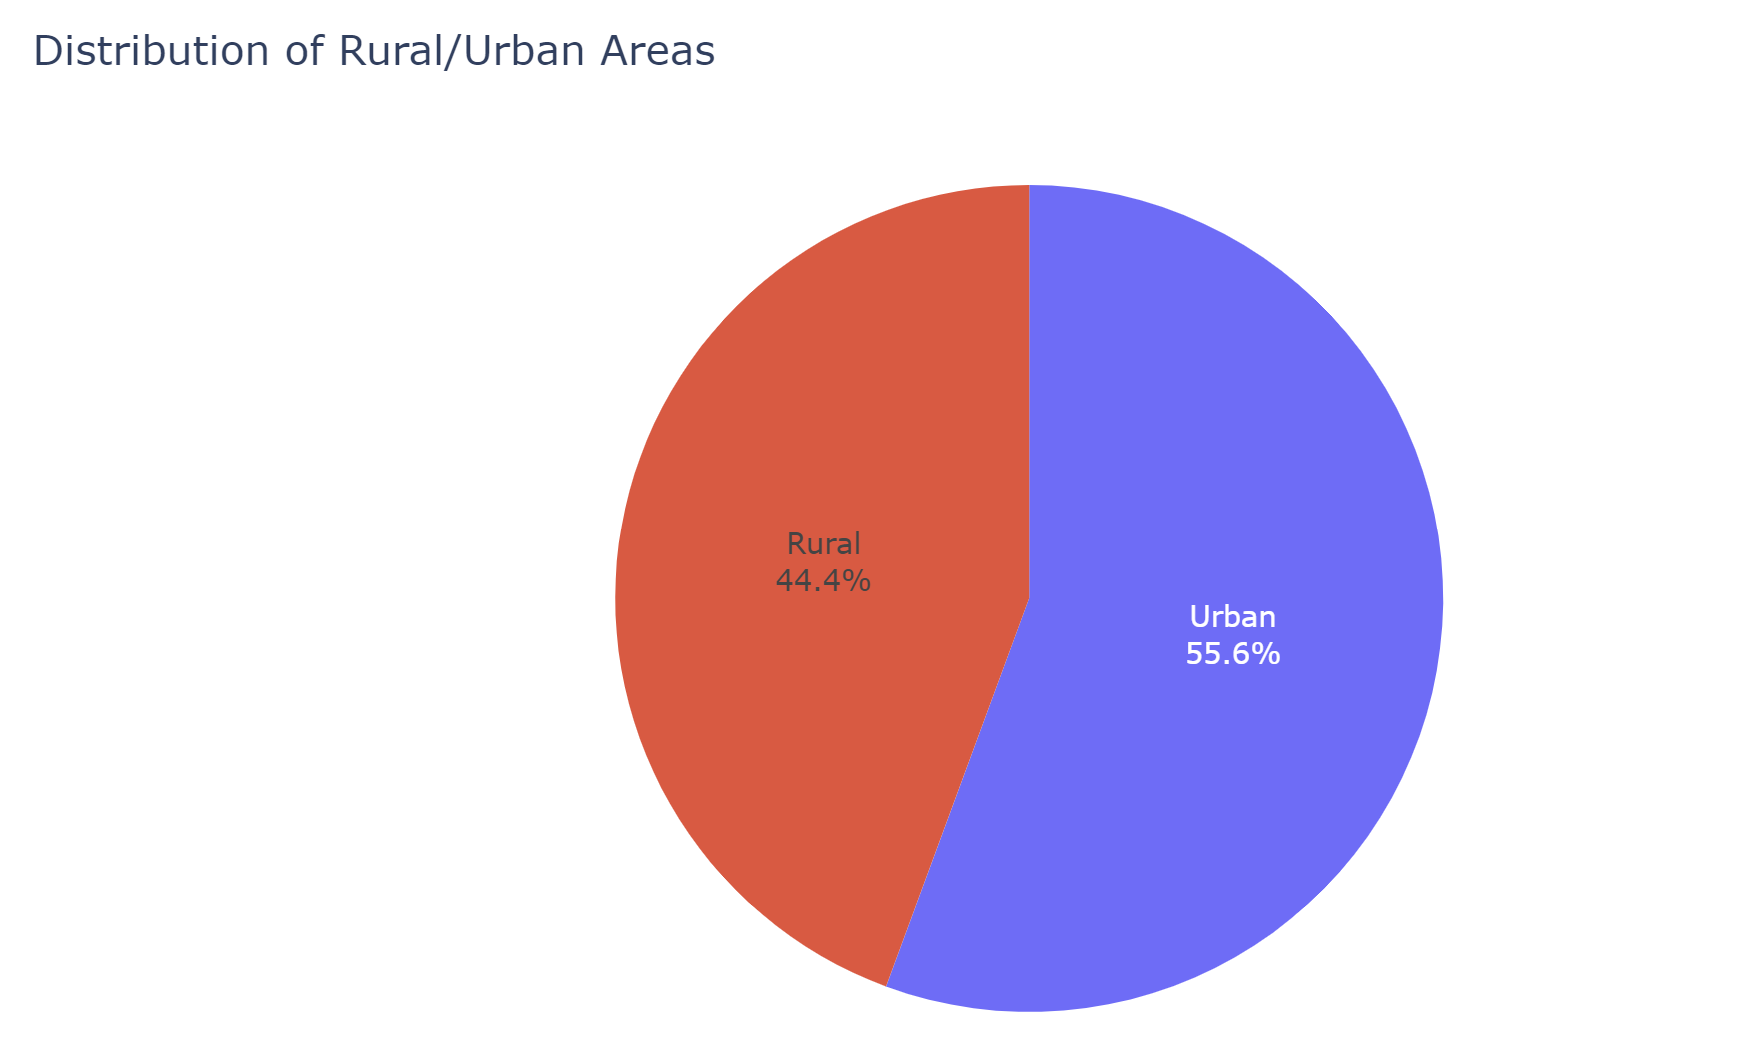 Distribution of Rural/Urban Areas
Rural
44.4%
Urban
55.6%